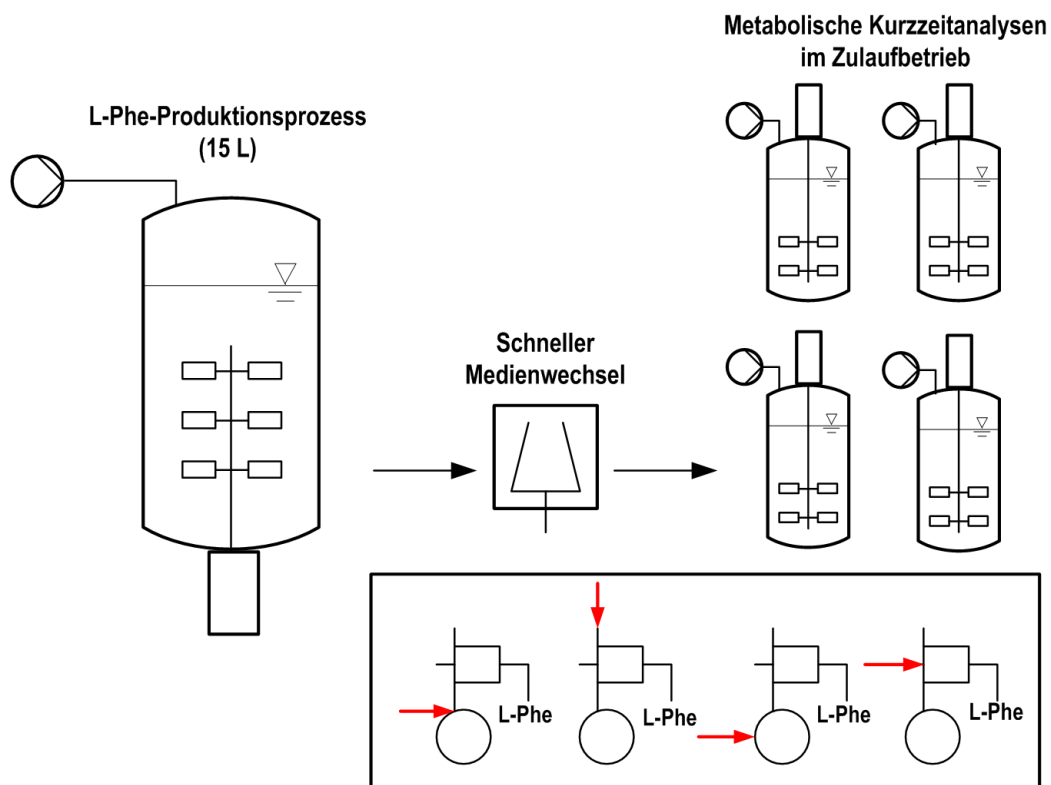 Metabolische Kurzzeitanalysen
im Zulaufbetrieb
L-Phe-Produktionsprozess
(15 L)
Schneller
Medienwechsel
L-Phe
L-Phe
L-Phe
L-Phe